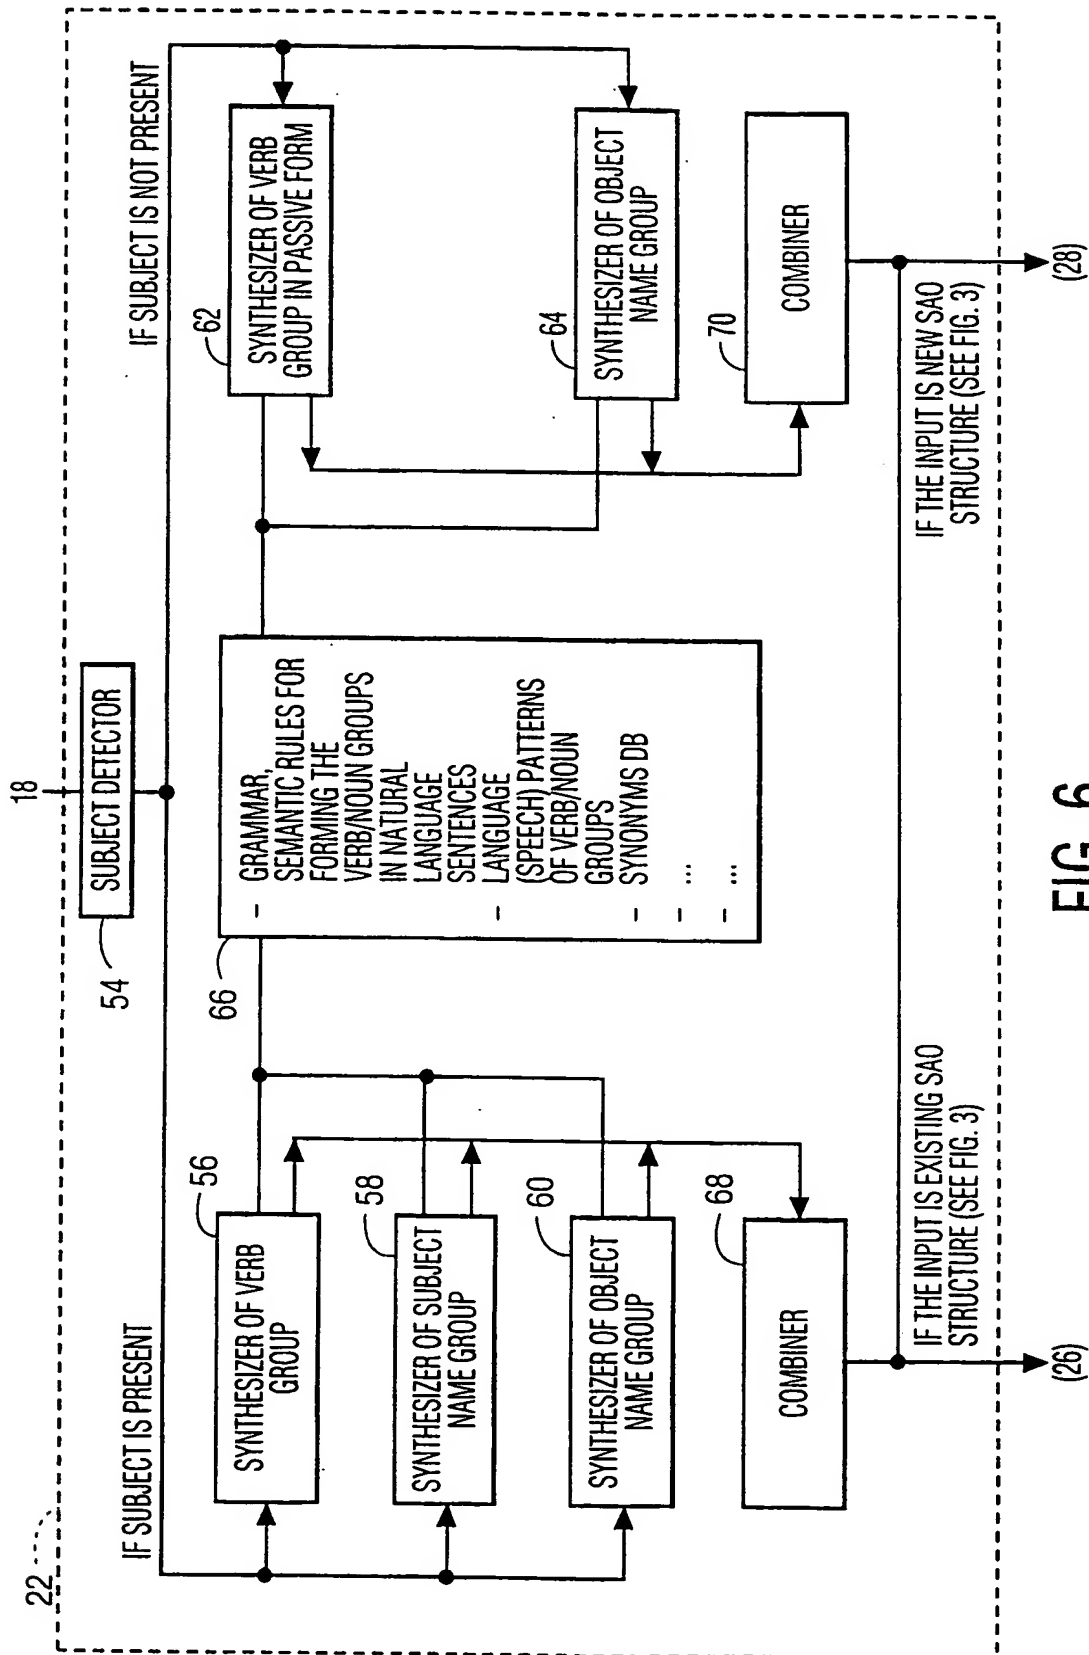 22
18
SUBJECT DETECTOR
54
IF SUBJECT IS PRESENT
IF SUBJECT IS NOT PRESENT
SYNTHESIZER OF VERB
GROUP
56
SYNTHESIZER OF SUBJECT
NAME GROUP
58
SYNTHESIZER OF OBJECT
NAME GROUP
60
COMBINER
68
66
- GRAMMAR,
SEMANTIC RULES FOR
FORMING THE
VERB/NOUN GROUPS
IN NATURAL
LANGUAGE
SENTENCES
- LANGUAGE
(SPEECH) PATTERNS
OF VERB/NOUN
GROUPS
- SYNONYMS DB
- ...
- ...
62
SYNTHESIZER OF VERB
GROUP IN PASSIVE FORM
64
SYNTHESIZER OF OBJECT
NAME GROUP
70
COMBINER
IF THE INPUT IS EXISTING SAO
STRUCTURE (SEE FIG. 3)
IF THE INPUT IS NEW SAO
STRUCTURE (SEE FIG. 3)
(26)
(28)
FIG. 6